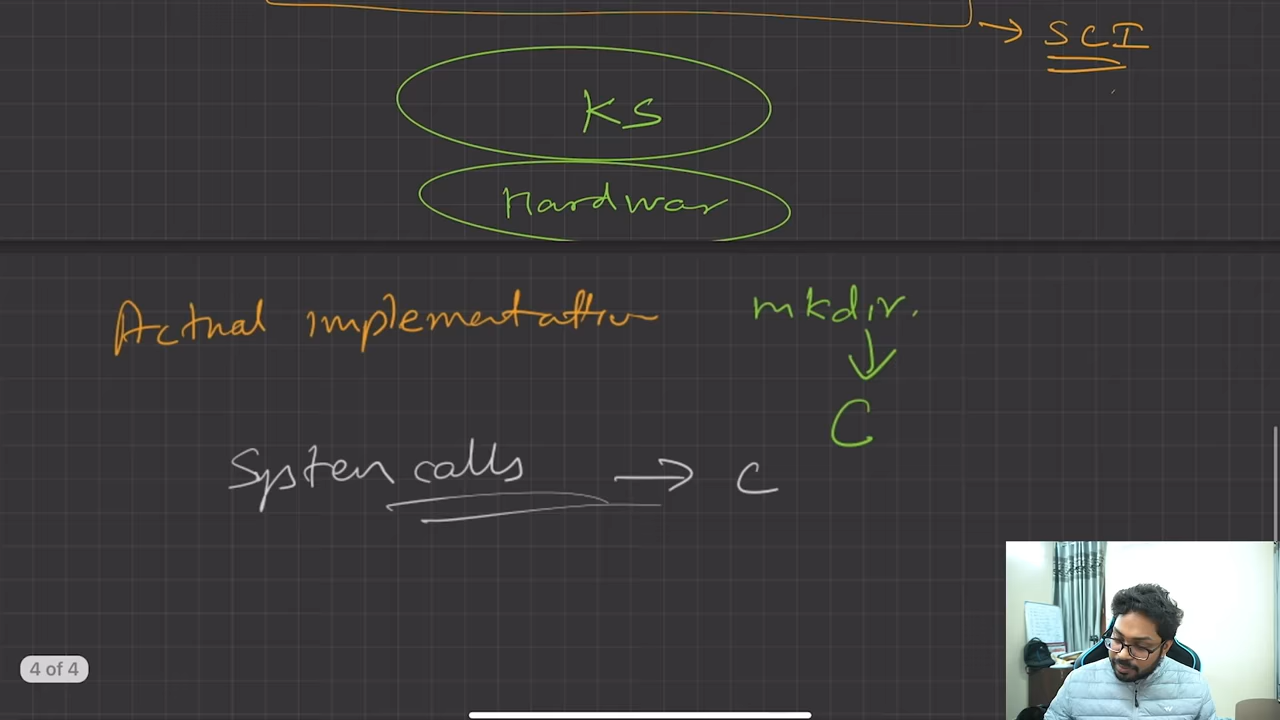 SCI
KS
Hardwar
Actual implementation mkdir.
C
System calls → C
4 of 4